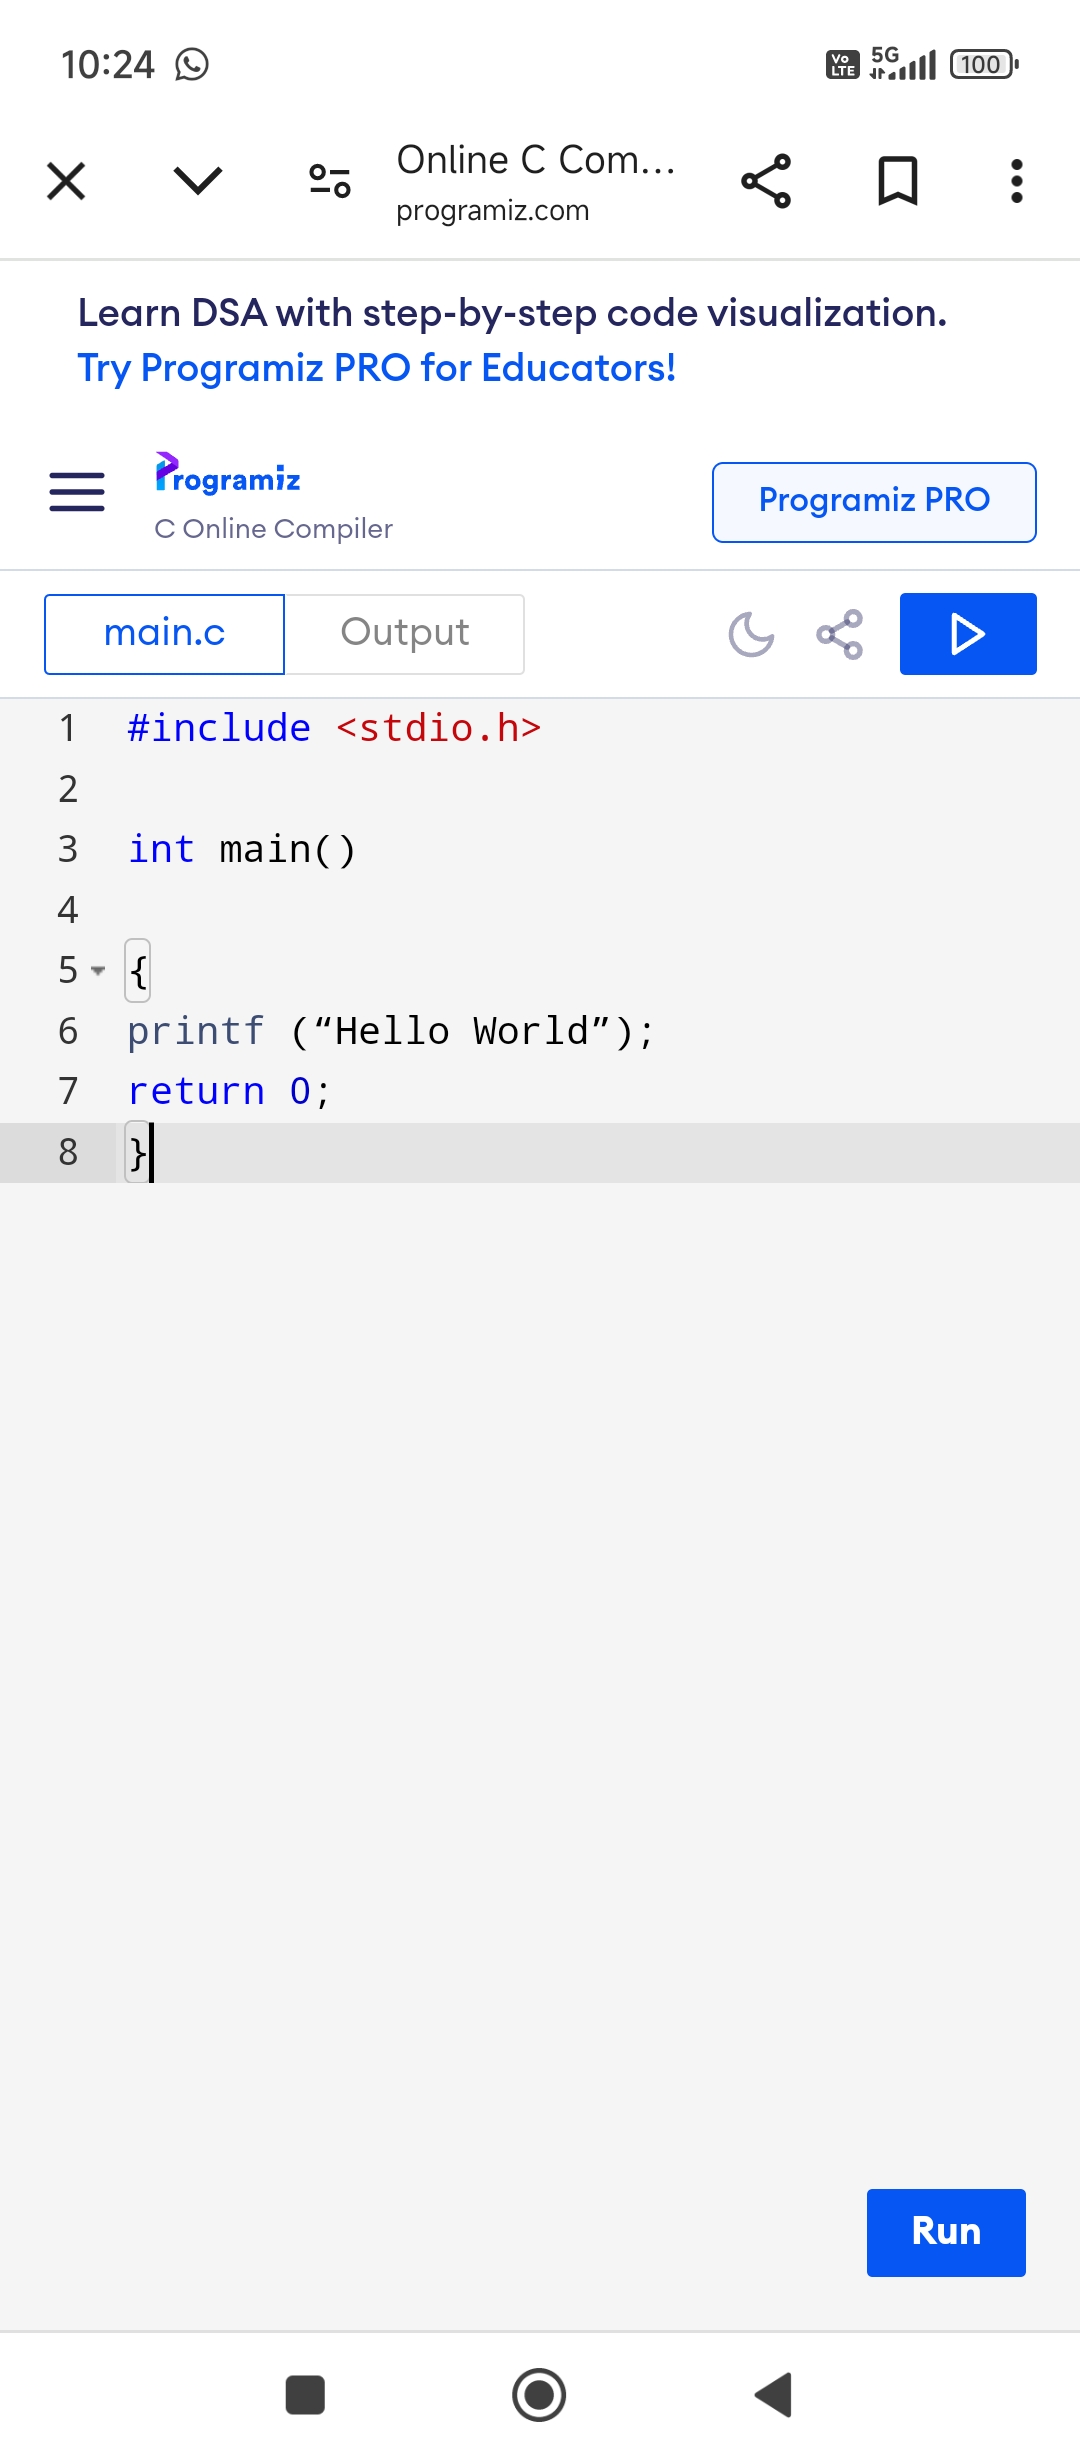 10:24 Vo LTE 5G 100
Online C Com...
programiz.com
Learn DSA with step-by-step code visualization.
Try Programiz PRO for Educators!
Programiz
C Online Compiler
Programiz PRO
main.c Output
1 #include <stdio.h>
2
3 int main()
4
5 {
6 printf (“Hello World”);
7 return 0;
8 }
Run